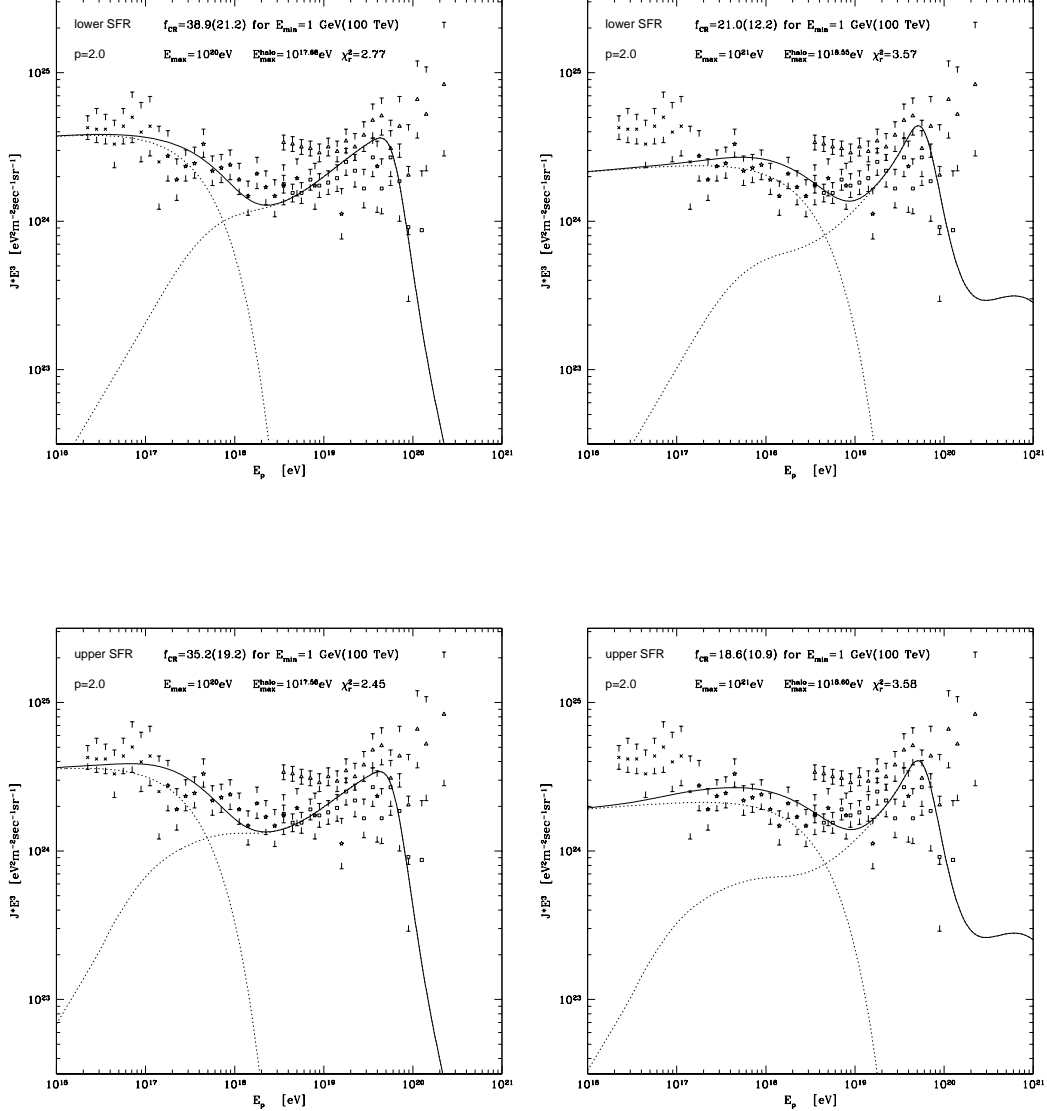 lower SFR f_CR=38.9(21.2) for E_min=1 GeV(100 TeV)
p=2.0 E_max=10^20eV E_max^halo=10^17.68eV χ_r^2=2.77
10^25
10^24
10^23
J*E^3 [eV^2m^-2sec^-1sr^-1]
10^16 10^17 10^18 10^19 10^20 10^21
E_p [eV]
lower SFR f_CR=21.0(12.2) for E_min=1 GeV(100 TeV)
p=2.0 E_max=10^21eV E_max^halo=10^18.55eV χ_r^2=3.57
10^25
10^24
10^23
J*E^3 [eV^2m^-2sec^-1sr^-1]
10^16 10^17 10^18 10^19 10^20 10^21
E_p [eV]
upper SFR f_CR=35.2(19.2) for E_min=1 GeV(100 TeV)
p=2.0 E_max=10^20eV E_max^halo=10^17.56eV χ_r^2=2.45
10^25
10^24
10^23
J*E^3 [eV^2m^-2sec^-1sr^-1]
10^16 10^17 10^18 10^19 10^20 10^21
E_p [eV]
upper SFR f_CR=18.6(10.9) for E_min=1 GeV(100 TeV)
p=2.0 E_max=10^21eV E_max^halo=10^18.60eV χ_r^2=3.58
10^25
10^24
10^23
J*E^3 [eV^2m^-2sec^-1sr^-1]
10^16 10^17 10^18 10^19 10^20 10^21
E_p [eV]